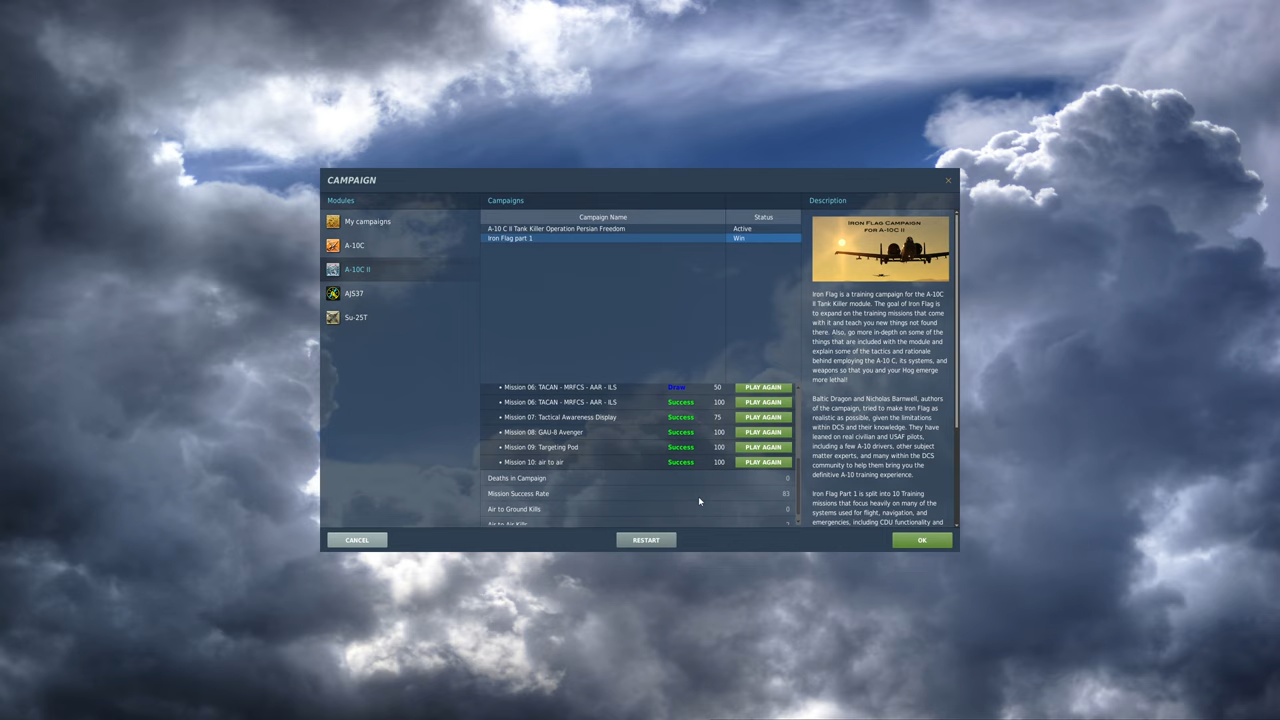 CAMPAIGN
Modules
Campaigns
Description
My campaigns
A-10C
A-10C II
AJS37
Su-25T
Campaign Name Status
A-10 C II Tank Killer Operation Persian Freedom Active
Iron Flag part 1 Win
• Mission 06: TACAN - MRFCS - AAR - ILS Draw 50 PLAY AGAIN
• Mission 06: TACAN - MRFCS - AAR - ILS Success 100 PLAY AGAIN
• Mission 07: Tactical Awareness Display Success 75 PLAY AGAIN
• Mission 08: GAU-8 Avenger Success 100 PLAY AGAIN
• Mission 09: Targeting Pod Success 100 PLAY AGAIN
• Mission 10: air to air Success 100 PLAY AGAIN
Deaths in Campaign 0
Mission Success Rate 83
Air to Ground Kills 0
Air to Air Kills
IRON FLAG CAMPAIGN
FOR A-10C II
Iron Flag is a training campaign for the A-10C
II Tank Killer module. The goal of Iron Flag is
to expand on the training missions that come
with it and teach you new things not found
there. Also, go more in-depth on some of the
things that are included with the module and
explain some of the tactics and rationale
behind employing the A-10 C, its systems, and
weapons so that you and your Hog emerge
more lethal!
Baltic Dragon and Nicholas Barnwell, authors
of the campaign, tried to make Iron Flag as
realistic as possible, given the limitations
within DCS and their knowledge. They have
leaned on real civilian and USAF pilots,
including a few A-10 drivers, other subject
matter experts, and many within the DCS
community to help them bring you the
definitive A-10 training experience.
Iron Flag Part 1 is split into 10 Training
missions that focus heavily on many of the
systems used for flight, navigation, and
emergencies, including CDU functionality and
CANCEL
RESTART
OK